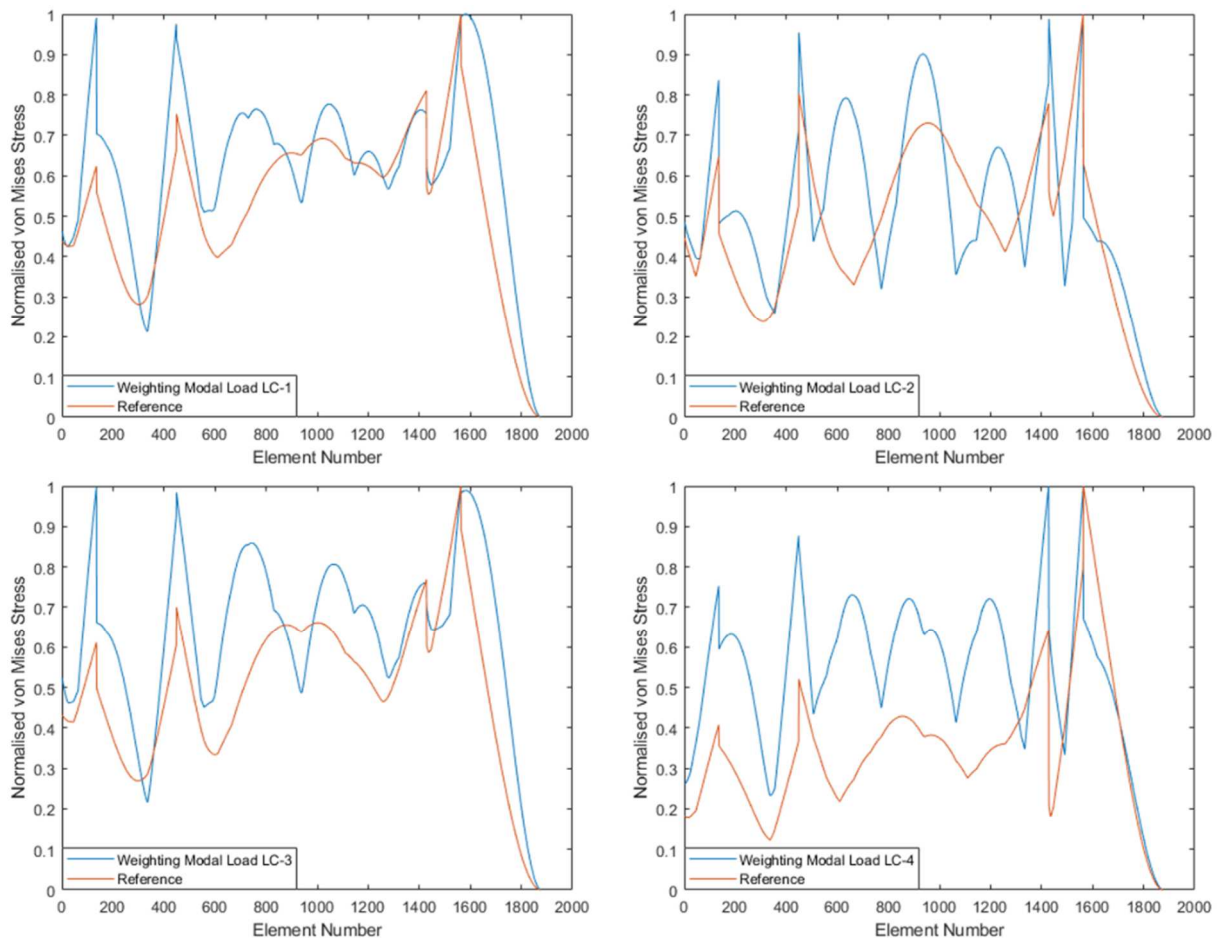 Normalised von Mises Stress
1
0.9
0.8
0.7
0.6
0.5
0.4
0.3
0.2
0.1
0
Weighting Modal Load LC-1
Reference
0 200 400 600 800 1000 1200 1400 1600 1800 2000
Element Number
Normalised von Mises Stress
1
0.9
0.8
0.7
0.6
0.5
0.4
0.3
0.2
0.1
0
Weighting Modal Load LC-2
Reference
0 200 400 600 800 1000 1200 1400 1600 1800 2000
Element Number
Normalised von Mises Stress
1
0.9
0.8
0.7
0.6
0.5
0.4
0.3
0.2
0.1
0
Weighting Modal Load LC-3
Reference
0 200 400 600 800 1000 1200 1400 1600 1800 2000
Element Number
Normalised von Mises Stress
1
0.9
0.8
0.7
0.6
0.5
0.4
0.3
0.2
0.1
0
Weighting Modal Load LC-4
Reference
0 200 400 600 800 1000 1200 1400 1600 1800 2000
Element Number